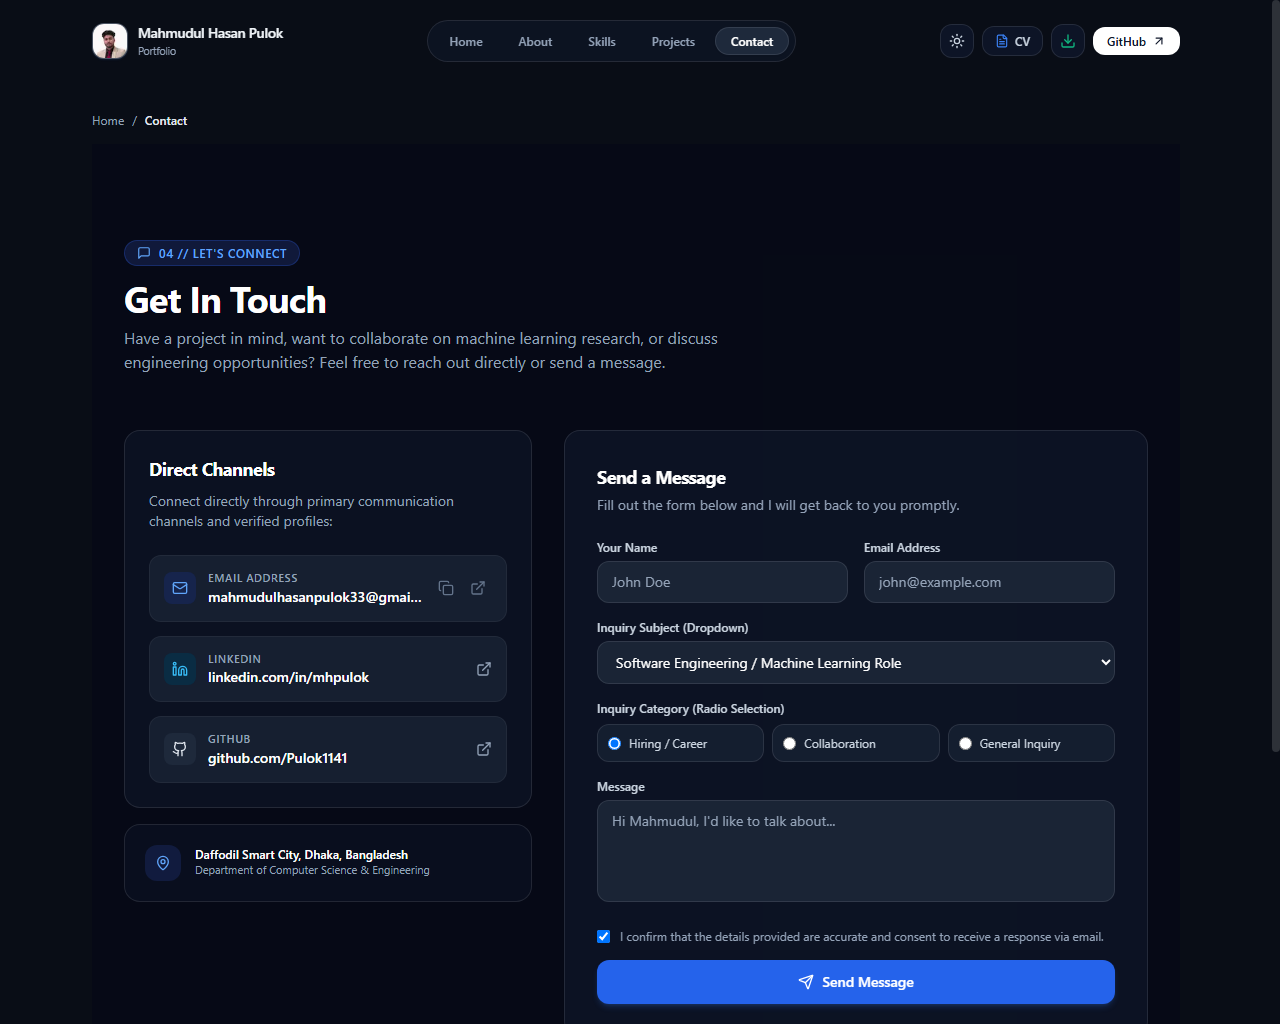 Mahmudul Hasan Pulok
Portfolio
Home
About
Skills
Projects
Contact
CV
GitHub
Home / Contact
04 // LET'S CONNECT
Get In Touch
Have a project in mind, want to collaborate on machine learning research, or discuss
engineering opportunities? Feel free to reach out directly or send a message.
Direct Channels
Connect directly through primary communication
channels and verified profiles:
EMAIL ADDRESS
mahmudulhasanpulok33@gmai...
LINKEDIN
linkedin.com/in/mhpulok
GITHUB
github.com/Pulok1141
Daffodil Smart City, Dhaka, Bangladesh
Department of Computer Science & Engineering
Send a Message
Fill out the form below and I will get back to you promptly.
Your Name
Email Address
John Doe
john@example.com
Inquiry Subject (Dropdown)
Software Engineering / Machine Learning Role
Inquiry Category (Radio Selection)
Hiring / Career
Collaboration
General Inquiry
Message
Hi Mahmudul, I'd like to talk about...
I confirm that the details provided are accurate and consent to receive a response via email.
Send Message